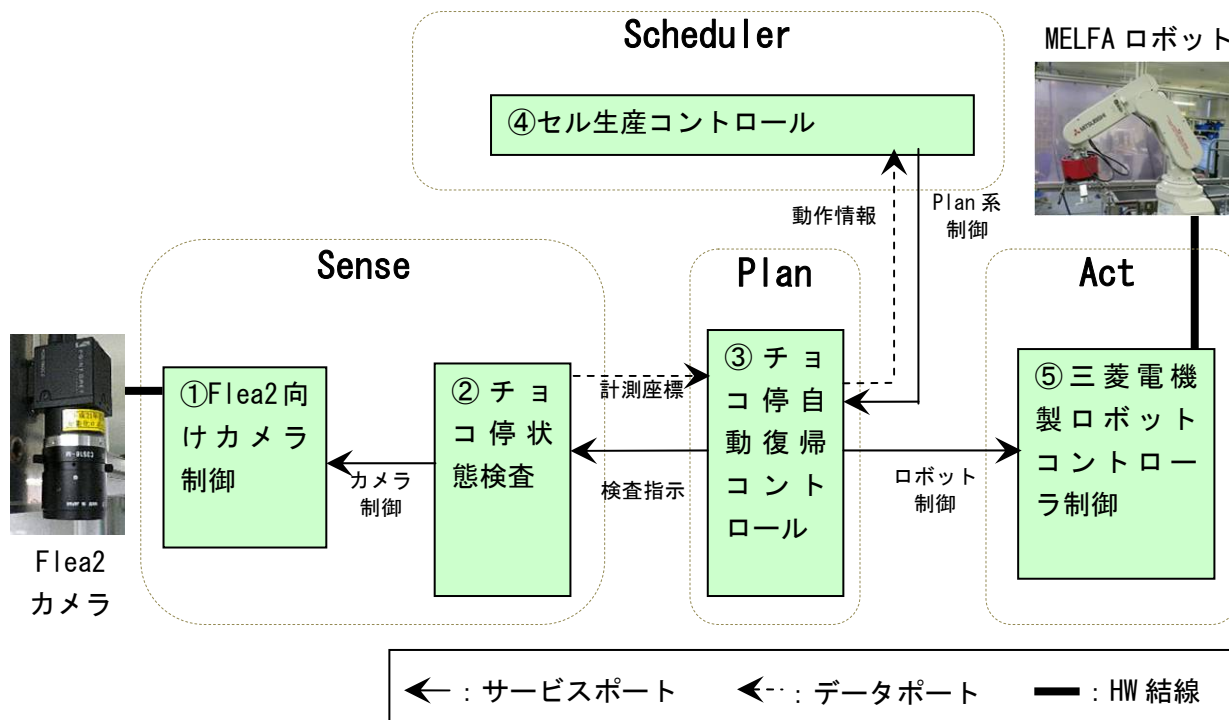 Scheduler
MELFA ロボット
④セル生産コントロール
MITSUBISHI
動作情報
Plan 系
制御
Sense
Plan
Act
①Flea2 向
けカメラ
制御
② チ ョ
コ 停 状
態検査
計測座標
③ チ ョ
コ 停 自
動 復 帰
コ ン ト
ロール
⑤三 菱 電 機
製 ロ ボ ッ ト
コントロー
ラ制御
カメラ
制御
検査指示
ロボット
制御
Flea2
カメラ
: サービスポート
: データポート
: HW 結線